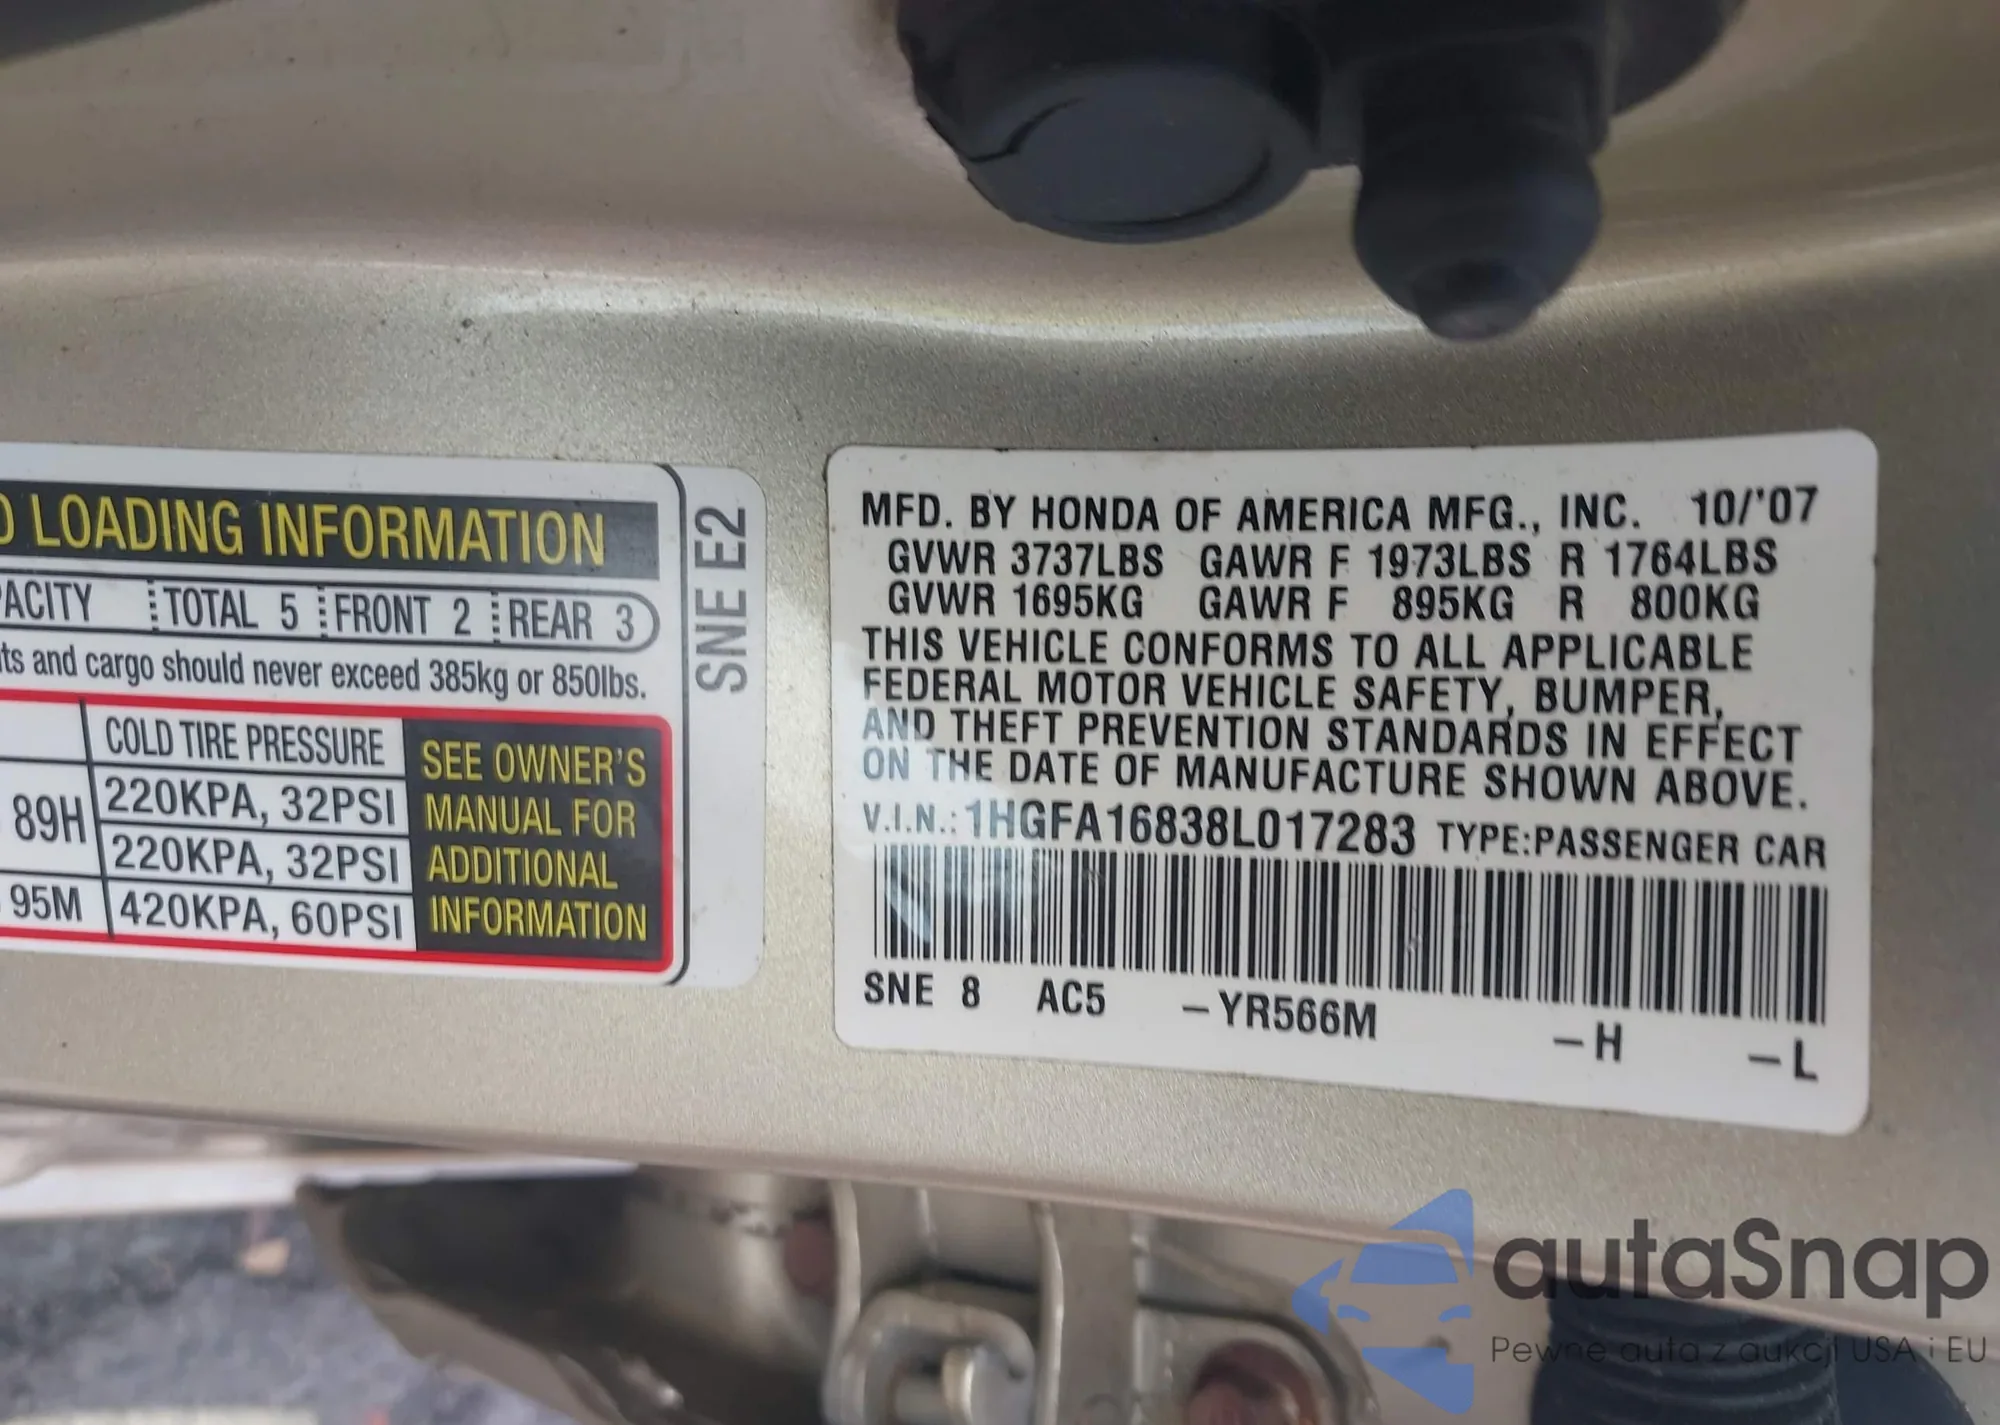 LOADING INFORMATION
TOTAL 5 FRONT 2 REAR 3
and cargo should never exceed 385kg or 850lbs.
COLD TIRE PRESSURE
89H 220KPA, 32PSI
220KPA, 32PSI
95M 420KPA, 60PSI
SEE OWNER'S
MANUAL FOR
ADDITIONAL
INFORMATION
SNE E2
MFD. BY HONDA OF AMERICA MFG., INC. 10/'07
GVWR 3737LBS GAWR F 1973LBS R 1764LBS
GVWR 1695KG GAWR F 895KG R 800KG
THIS VEHICLE CONFORMS TO ALL APPLICABLE
FEDERAL MOTOR VEHICLE SAFETY, BUMPER,
AND THEFT PREVENTION STANDARDS IN EFFECT
ON THE DATE OF MANUFACTURE SHOWN ABOVE.
V.I.N.: 1HGFA16838L017283 TYPE:PASSENGER CAR
SNE 8 AC5 –YR566M –H –L
autaSnap
Pewne auta z aukcji USA i EU